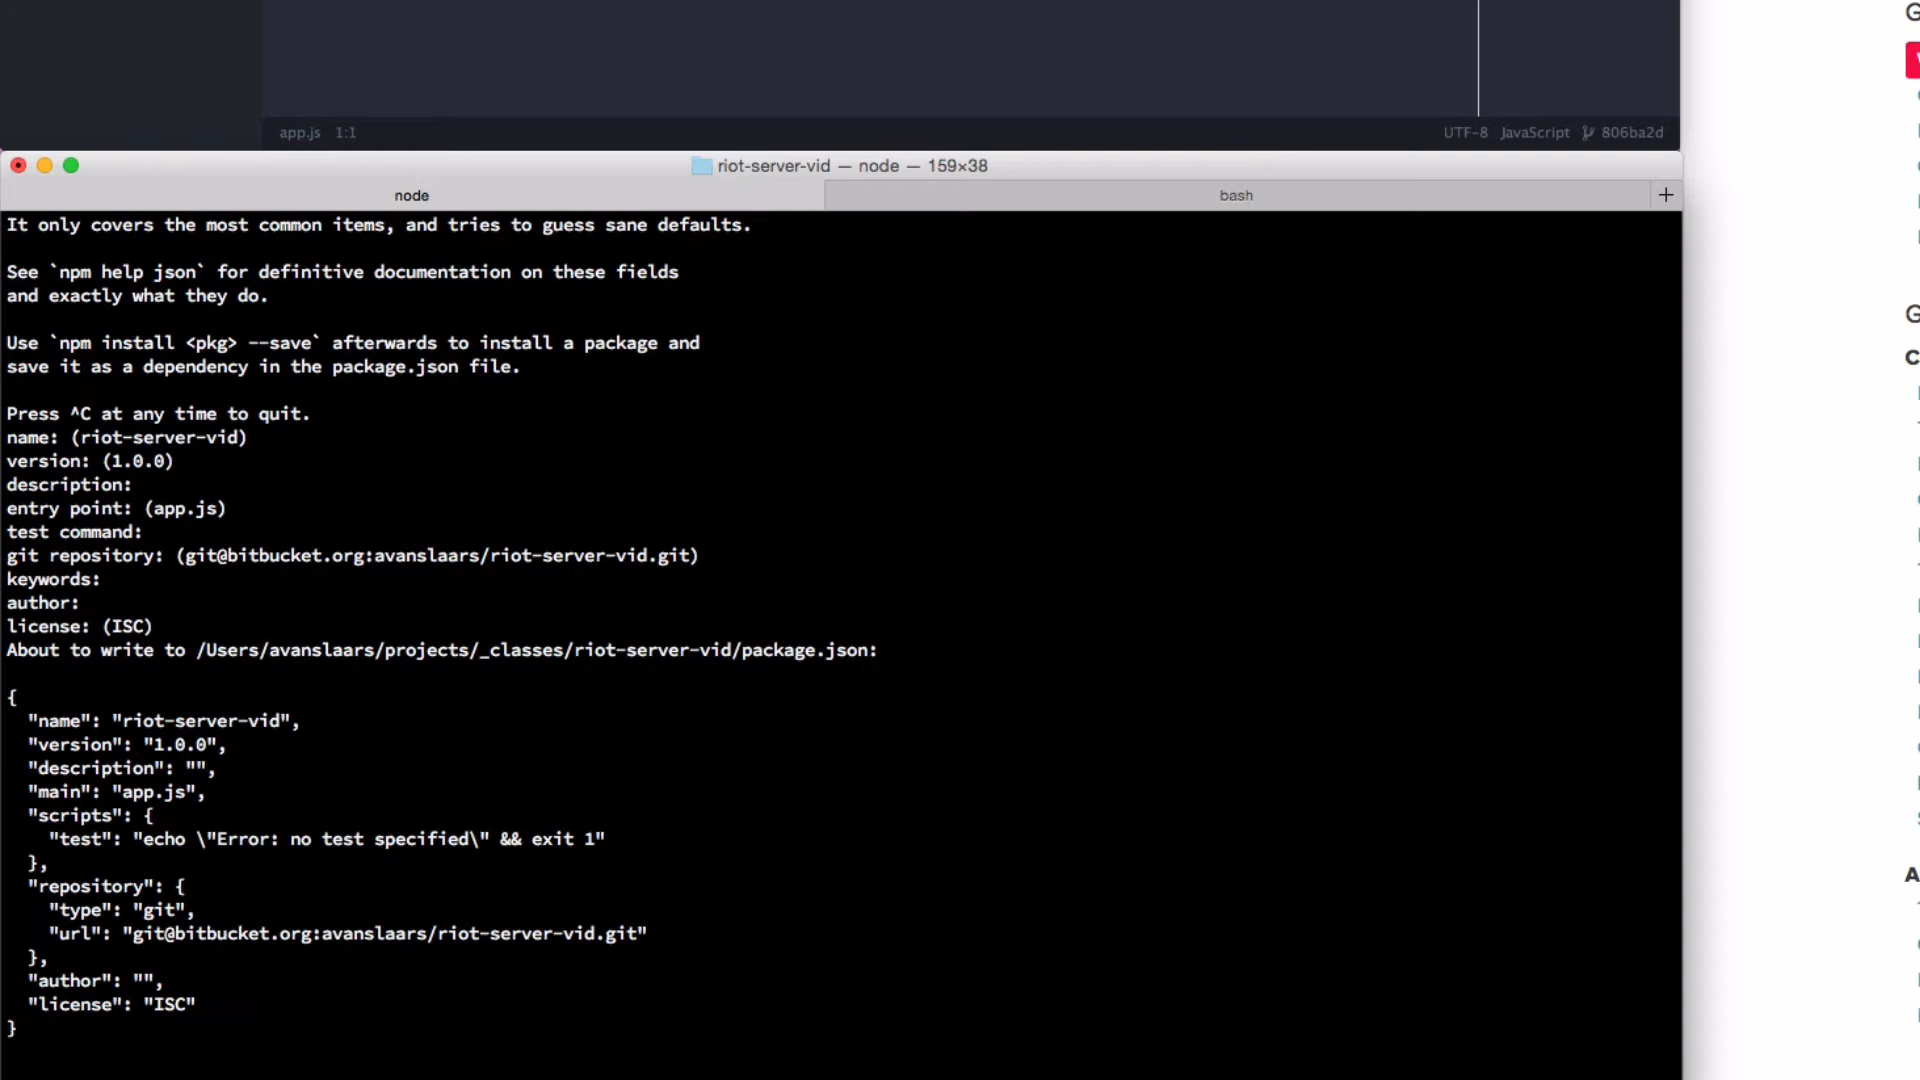 app.js 1:1
UTF-8 JavaScript 806ba2d
riot-server-vid — node — 159×38
node
bash
It only covers the most common items, and tries to guess sane defaults.
See `npm help json` for definitive documentation on these fields
and exactly what they do.
Use `npm install <pkg> --save` afterwards to install a package and
save it as a dependency in the package.json file.
Press ^C at any time to quit.
name: (riot-server-vid)
version: (1.0.0)
description:
entry point: (app.js)
test command:
git repository: (git@bitbucket.org:avanslaars/riot-server-vid.git)
keywords:
author:
license: (ISC)
About to write to /Users/avanslaars/projects/_classes/riot-server-vid/package.json:
{
"name": "riot-server-vid",
"version": "1.0.0",
"description": "",
"main": "app.js",
"scripts": {
"test": "echo \"Error: no test specified\" && exit 1"
},
"repository": {
"type": "git",
"url": "git@bitbucket.org:avanslaars/riot-server-vid.git"
},
"author": "",
"license": "ISC"
}